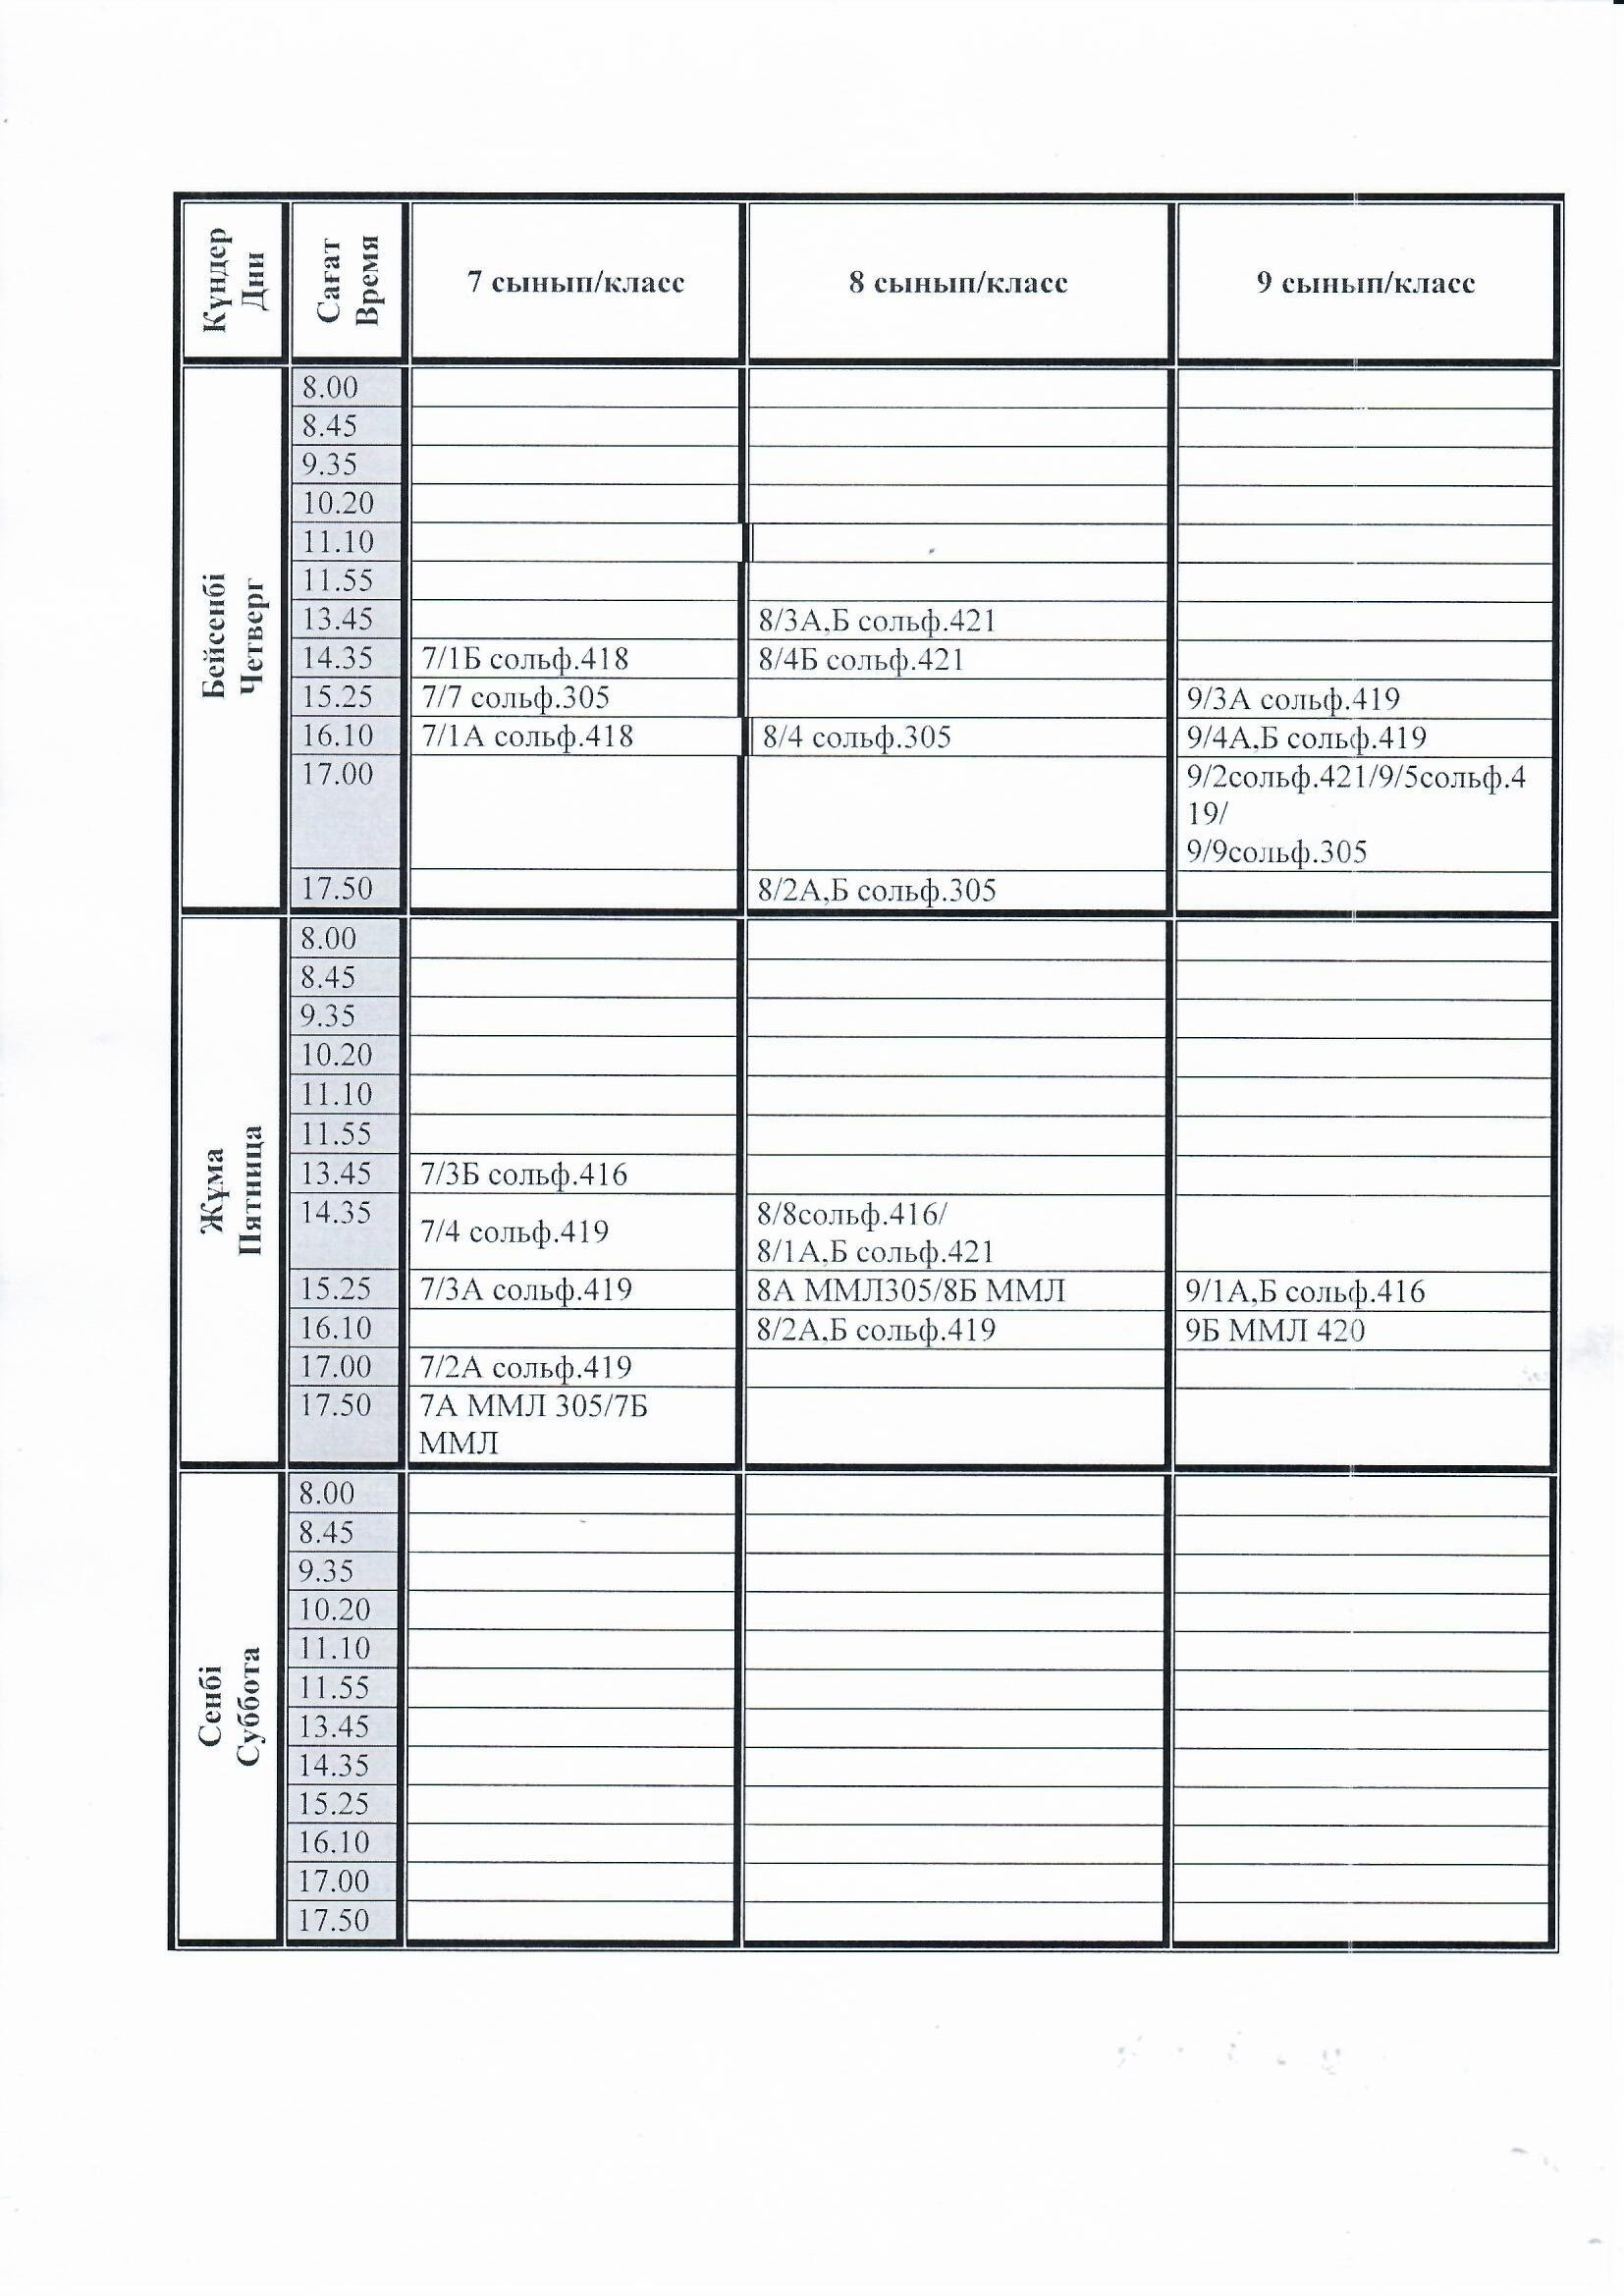 Күндер
Дни
Сағат
Время
7 сынып/класс
8 сынып/класс
9 сынып/класс
Бейсенбі
Четверг
8.00
8.45
9.35
10.20
11.10
11.55
13.45
8/3А,Б сольф.421
14.35
7/1Б сольф.418
8/4Б сольф.421
15.25
7/7 сольф.305
9/3А сольф.419
16.10
7/1А сольф.418
8/4 сольф.305
9/4А,Б сольф.419
17.00
9/2сольф.421/9/5сольф.4
19/
9/9сольф.305
17.50
8/2А,Б сольф.305
Жұма
Пятница
8.00
8.45
9.35
10.20
11.10
11.55
13.45
7/3Б сольф.416
14.35
7/4 сольф.419
8/8сольф.416/
8/1А,Б сольф.421
15.25
7/3А сольф.419
8А ММЛ305/8Б ММЛ
9/1А,Б сольф.416
16.10
8/2А,Б сольф.419
9Б ММЛ 420
17.00
7/2А сольф.419
17.50
7А ММЛ 305/7Б
ММЛ
Сенбі
Суббота
8.00
8.45
9.35
10.20
11.10
11.55
13.45
14.35
15.25
16.10
17.00
17.50